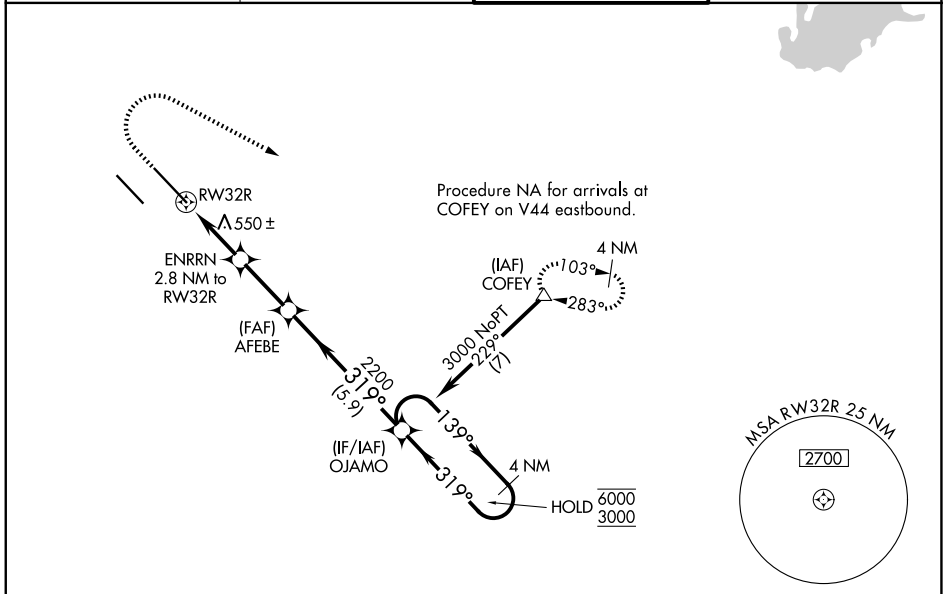 RW32R
550 ±
ENRRN
2.8 NM to
RW32R
(FAF)
AFEBE
2200
319°
(5.9)
(IF/IAF)
OJAMO
139°
319°
4 NM
HOLD 6000
3000
Procedure NA for arrivals at
COFEY on V44 eastbound.
(IAF)
COFEY
4 NM
103°
283°
3000 NoPT
229°
(7)
MSA RW32R 25 NM
2700